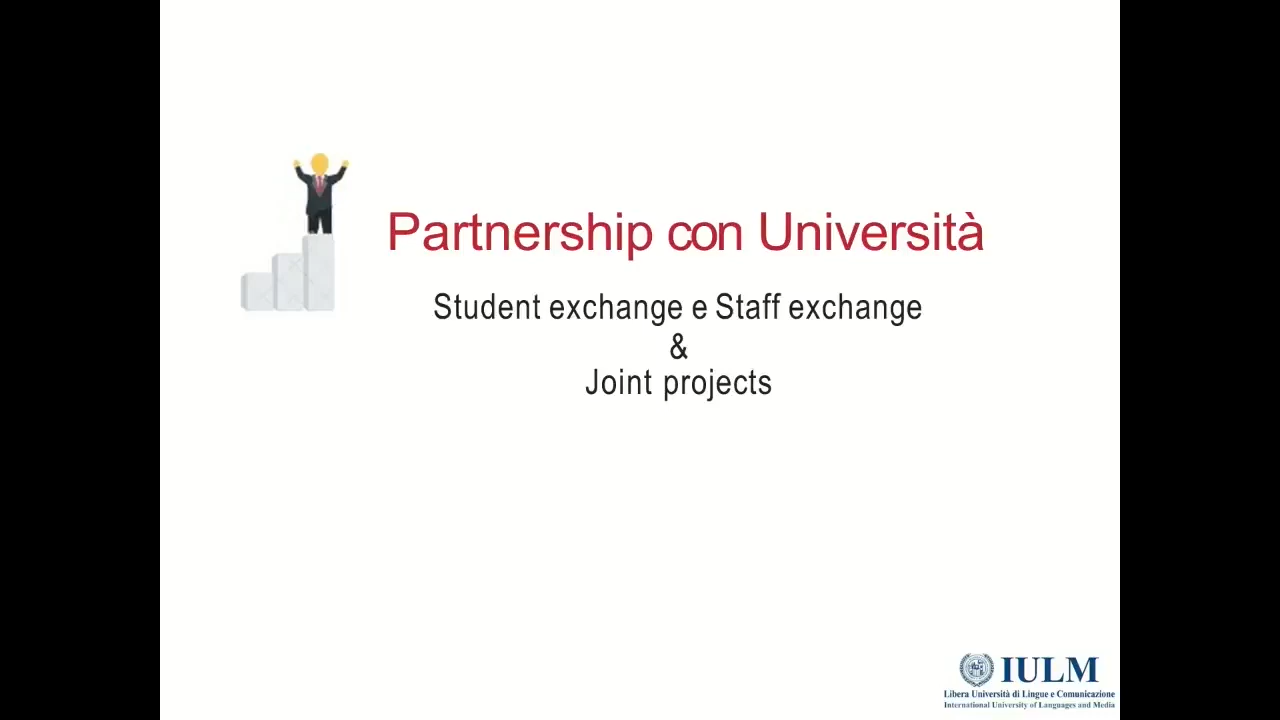 Partnership con Università
Student exchange e Staff exchange
&
Joint projects
IULM
Libera Università di Lingue e Comunicazione
International University of Languages and Media